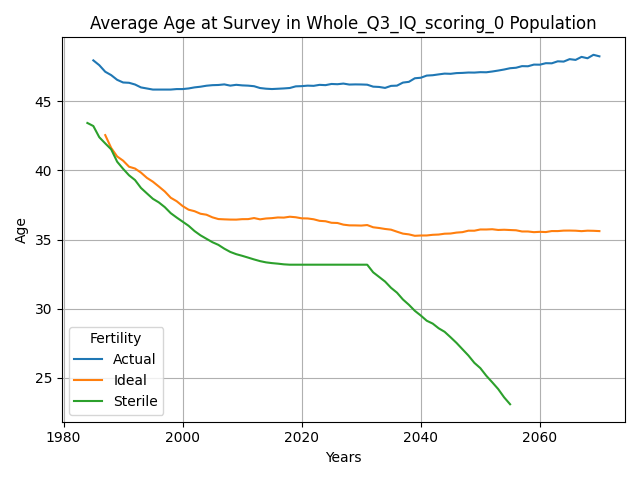 Average Age at Survey in Whole_Q3_IQ_scoring_0 Population
Age
45
40
35
30
25
Fertility
Actual
Ideal
Sterile
1980
2000
2020
2040
2060
Years